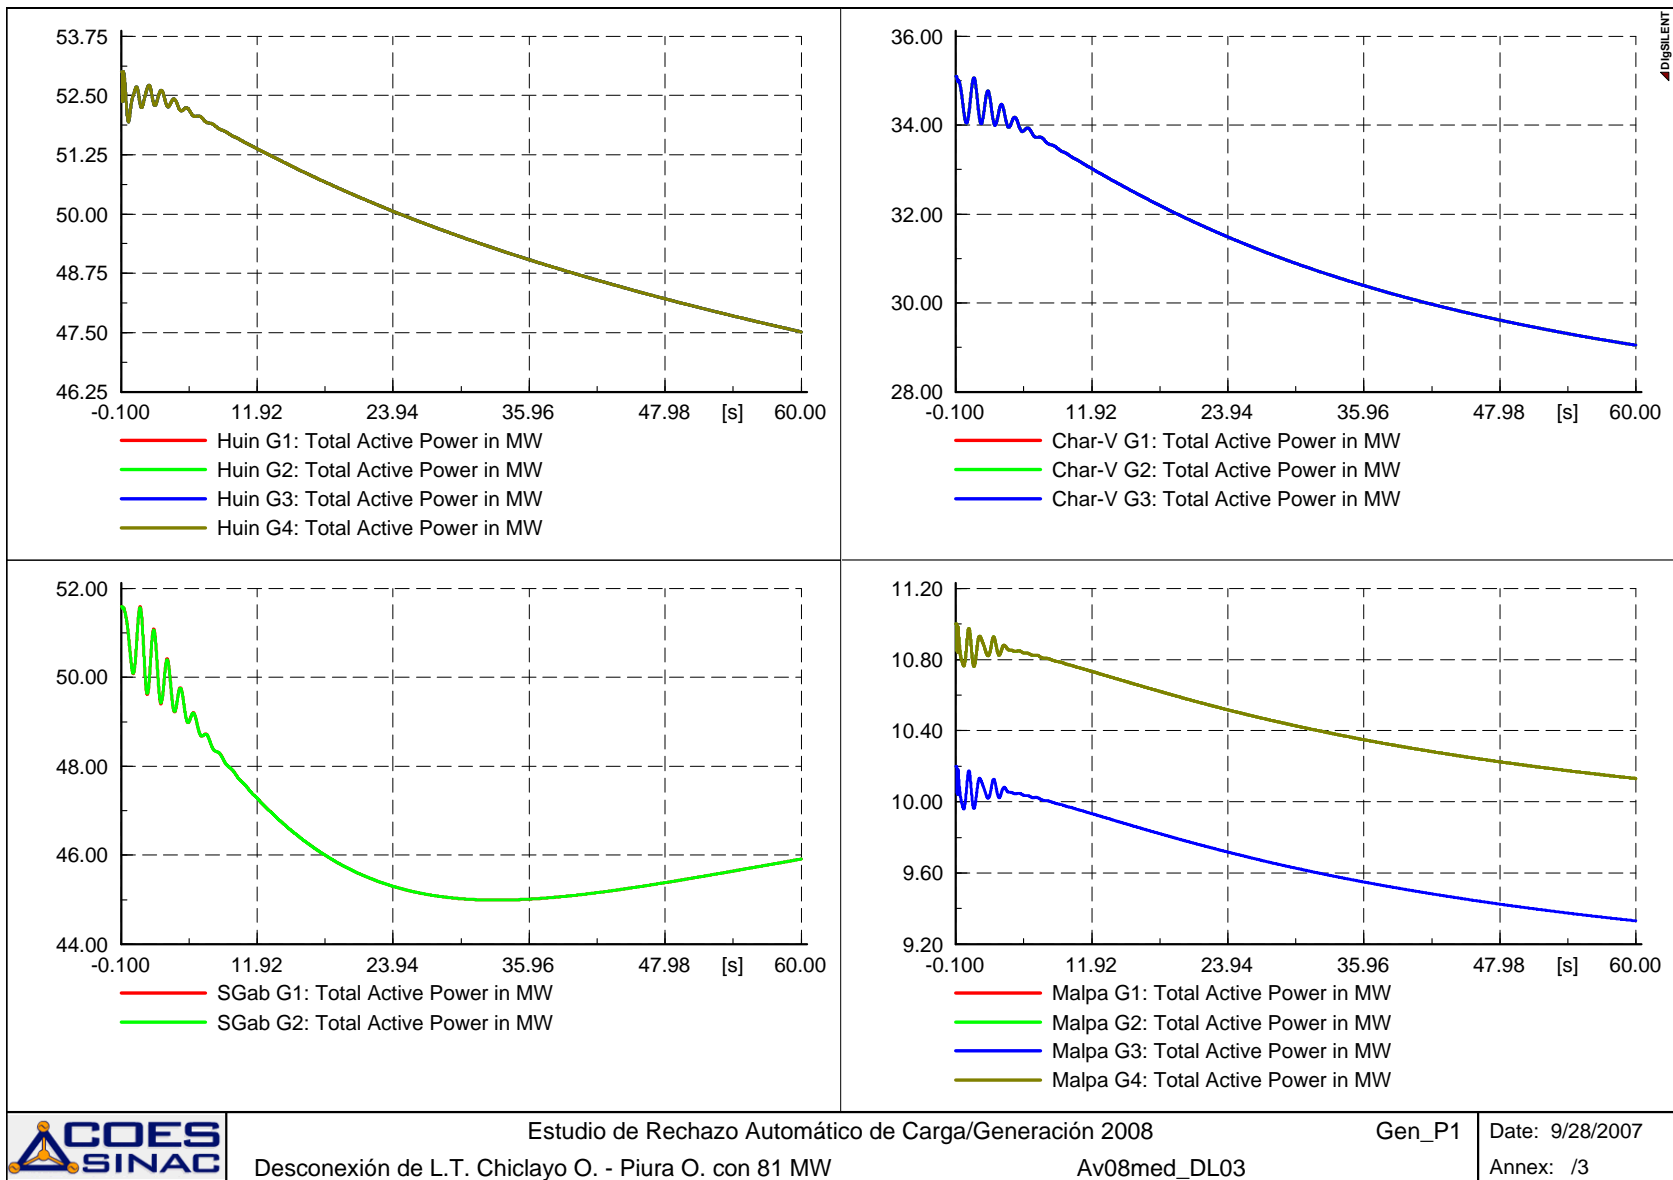 53.75
52.50
51.25
50.00
48.75
47.50
46.25
-0.100 11.92 23.94 35.96 47.98 [s] 60.00
Huin G1: Total Active Power in MW
Huin G2: Total Active Power in MW
Huin G3: Total Active Power in MW
Huin G4: Total Active Power in MW
36.00
34.00
32.00
30.00
28.00
-0.100 11.92 23.94 35.96 47.98 [s] 60.00
Char-V G1: Total Active Power in MW
Char-V G2: Total Active Power in MW
Char-V G3: Total Active Power in MW
DIgSILENT
52.00
50.00
48.00
46.00
44.00
-0.100 11.92 23.94 35.96 47.98 [s] 60.00
SGab G1: Total Active Power in MW
SGab G2: Total Active Power in MW
11.20
10.80
10.40
10.00
9.60
9.20
-0.100 11.92 23.94 35.96 47.98 [s] 60.00
Malpa G1: Total Active Power in MW
Malpa G2: Total Active Power in MW
Malpa G3: Total Active Power in MW
Malpa G4: Total Active Power in MW
COES
SINAC
Estudio de Rechazo Automático de Carga/Generación 2008 Gen_P1
Desconexión de L.T. Chiclayo O. - Piura O. con 81 MW Av08med_DL03
Date: 9/28/2007
Annex: /3